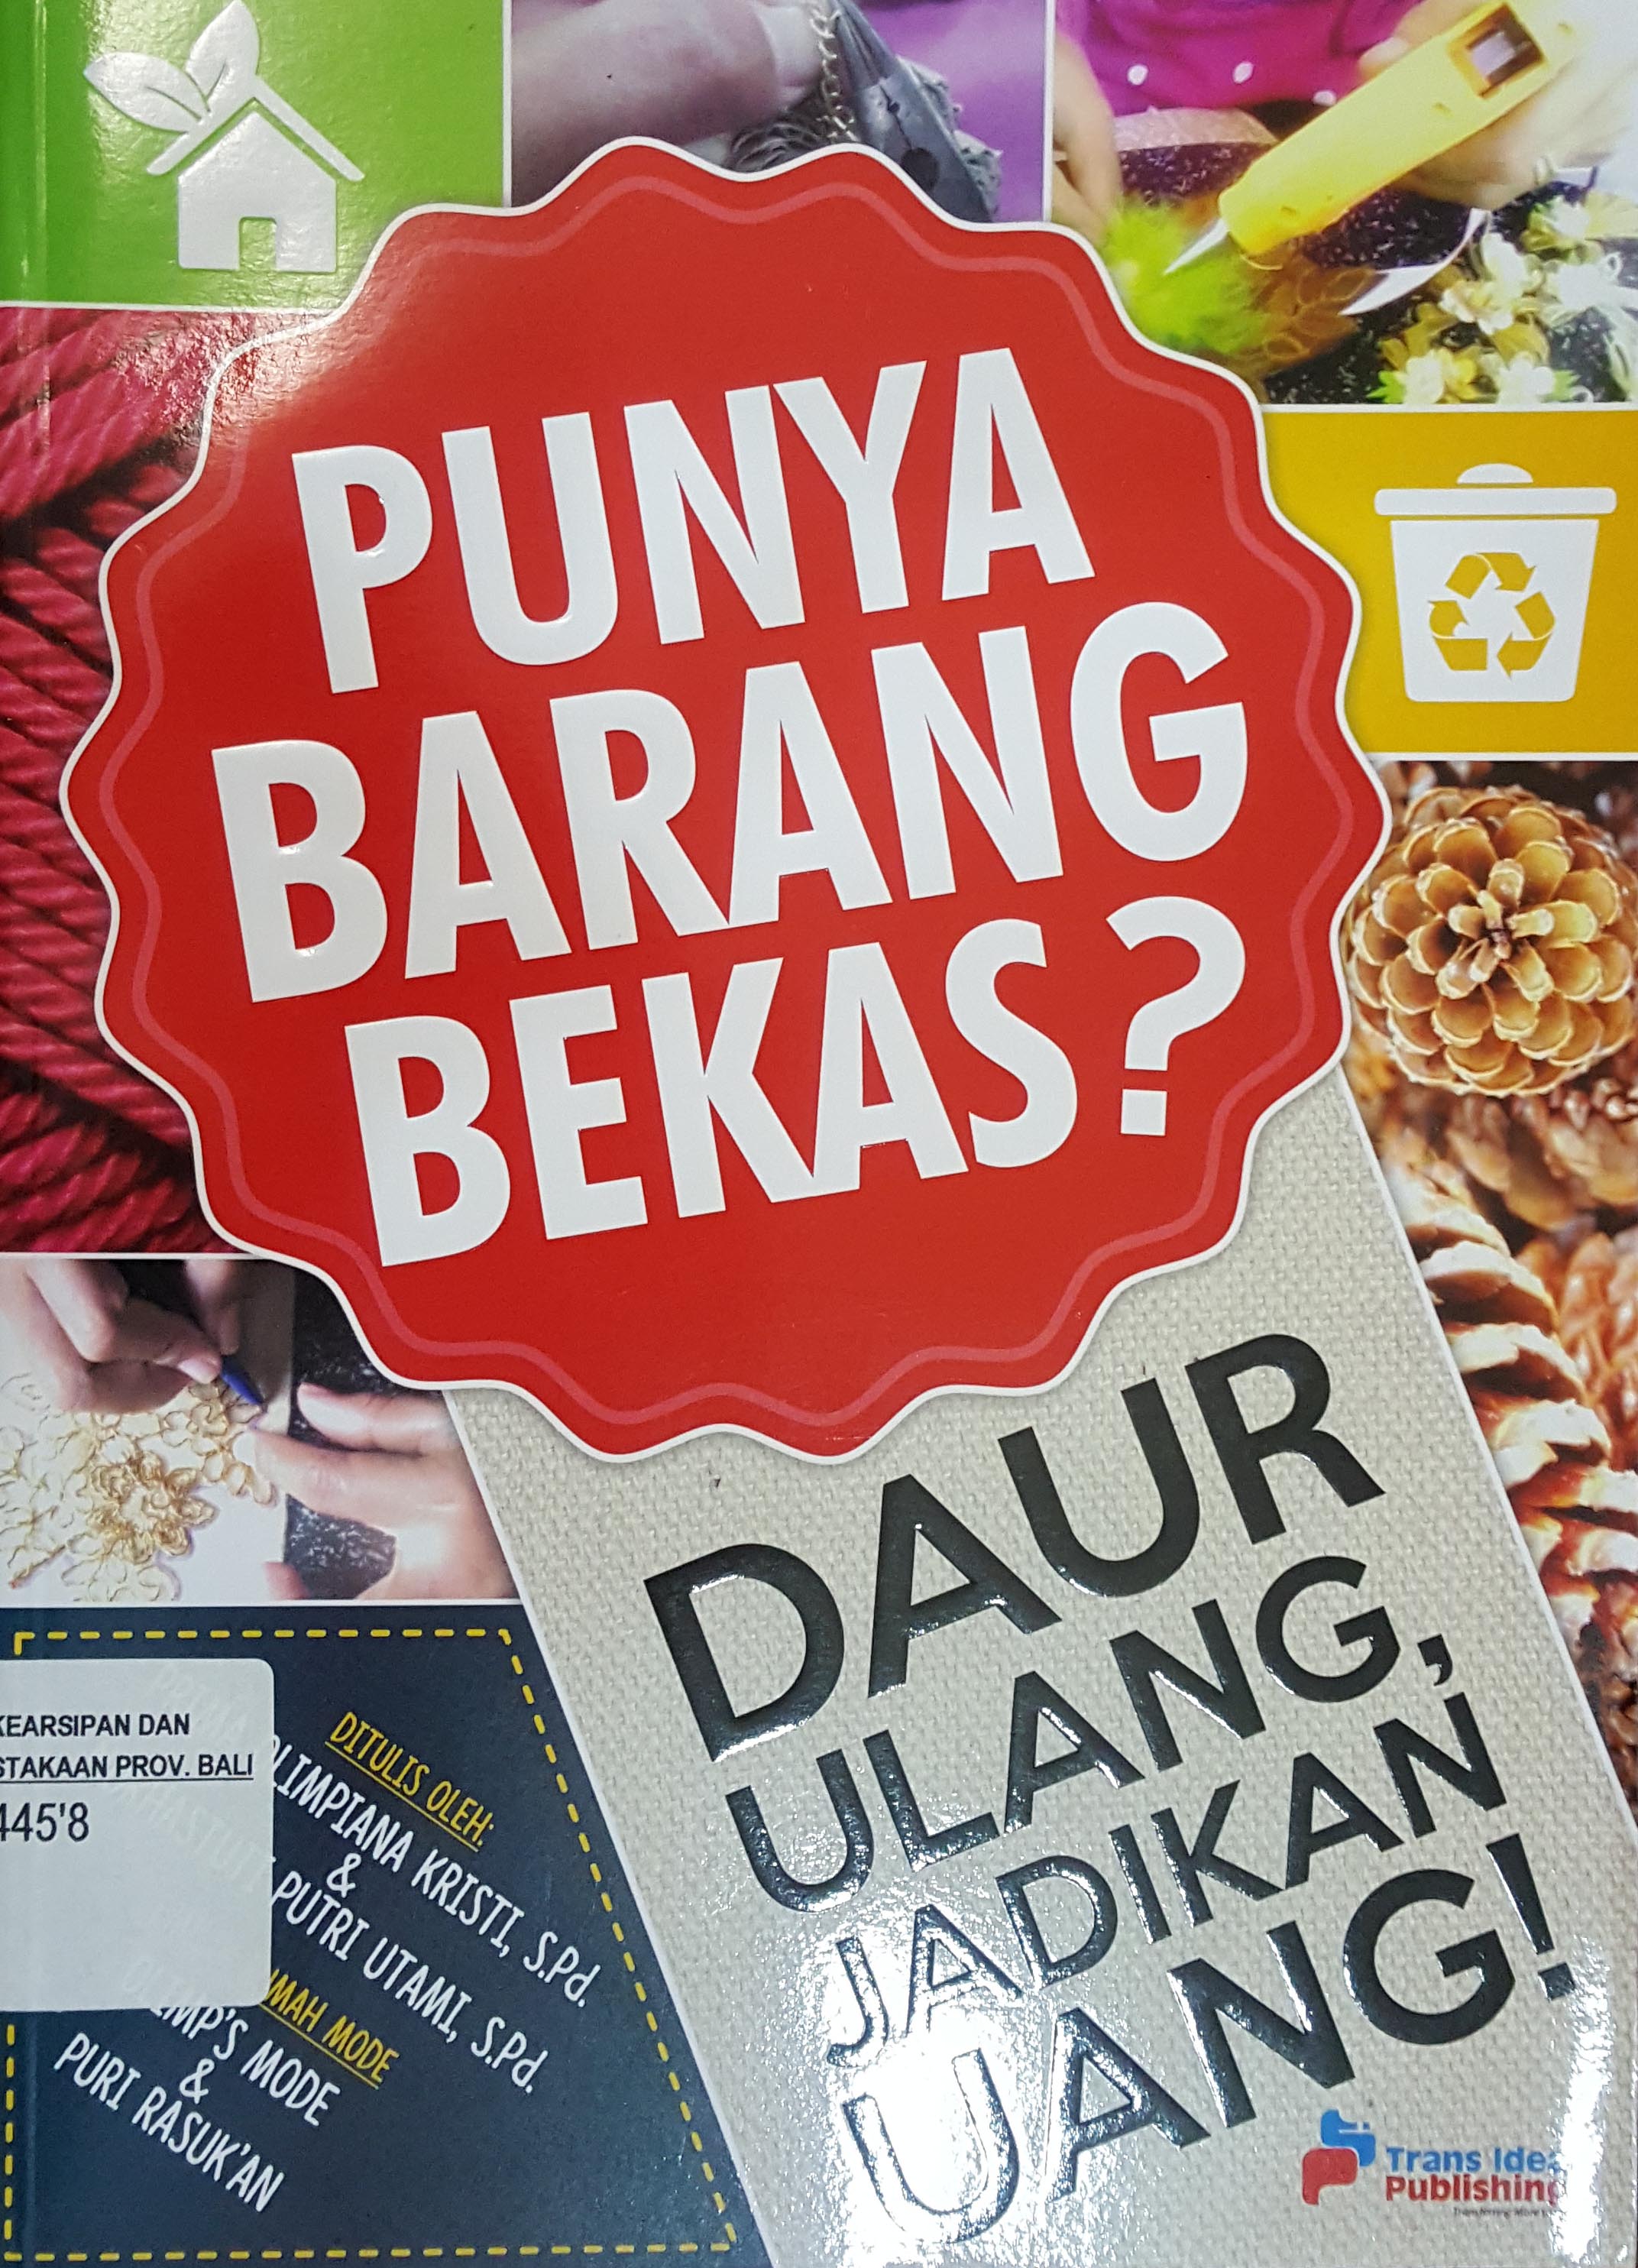 PUNYA
BARANG
BEKAS?
DAUR
ULANG,
JADIKAN
UANG!
KEARSIPAN DAN
STAKAAN PROV. BALI
445'8
DITULIS OLEH:
OLIMPIANA KRISTI, S.Pd.
&
PUTRI UTAMI, S.Pd.
MAH MODE
MP'S MODE
&
PURI RASUK'AN
Trans Idea
Publishing